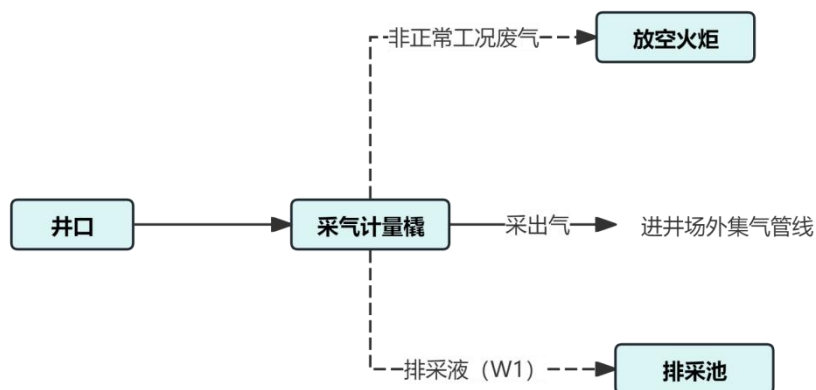 非正常工况废气
放空火炬
井口
采气计量橇
采出气
进井场外集气管线
排采液（W1）
排采池